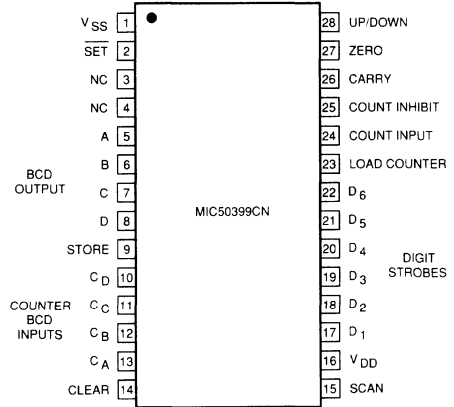 VSS 1 28 UP/DOWN
SET 2 27 ZERO
NC 3 26 CARRY
NC 4 25 COUNT INHIBIT
A 5 24 COUNT INPUT
B 6 23 LOAD COUNTER
BCD
OUTPUT
C 7 22 D6
MIC50399CN
D 8 21 D5
STORE 9 20 D4
DIGIT
STROBES
CD 10 19 D3
COUNTER
BCD
INPUTS
CC 11 18 D2
CB 12 17 D1
CA 13 16 VDD
CLEAR 14 15 SCAN